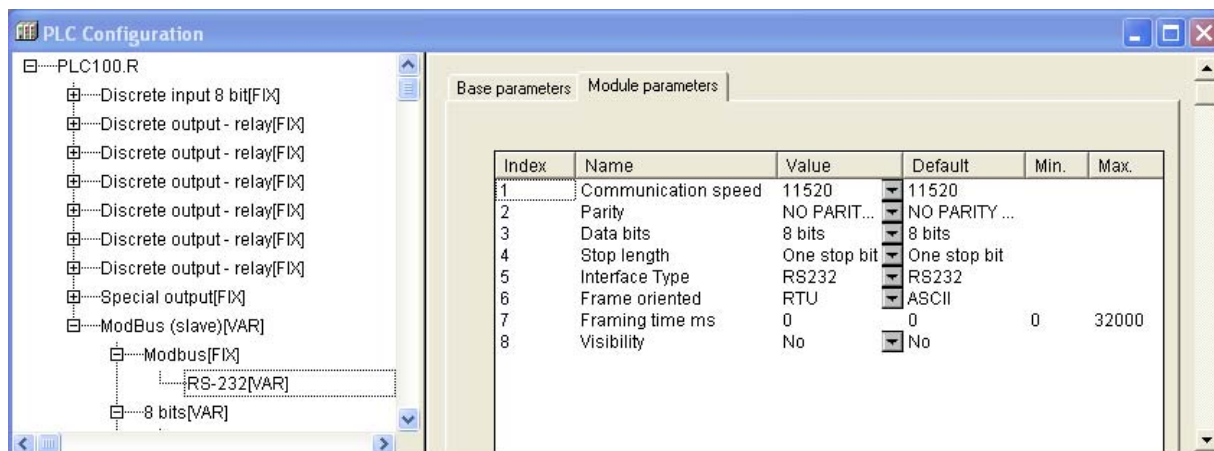 PLC Configuration
PLC100.R
Discrete input 8 bit[FIX]
Discrete output - relay[FIX]
Discrete output - relay[FIX]
Discrete output - relay[FIX]
Discrete output - relay[FIX]
Discrete output - relay[FIX]
Discrete output - relay[FIX]
Special output[FIX]
ModBus (slave)[VAR]
Modbus[FIX]
RS-232[VAR]
8 bits[VAR]
Base parameters Module parameters
Index Name Value Default Min. Max.
1 Communication speed 11520 11520
2 Parity NO PARIT... NO PARITY ...
3 Data bits 8 bits 8 bits
4 Stop length One stop bit One stop bit
5 Interface Type RS232 RS232
6 Frame oriented RTU ASCII
7 Framing time ms 0 0 0 32000
8 Visibility No No